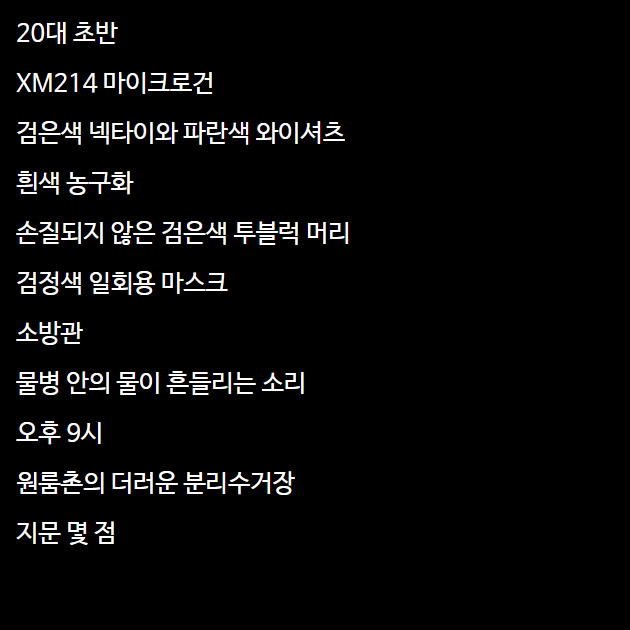 20대 초반
XM214 마이크로건
검은색 넥타이와 파란색 와이셔츠
흰색 농구화
손질되지 않은 검은색 투블럭 머리
검정색 일회용 마스크
소방관
물병 안의 물이 흔들리는 소리
오후 9시
원룸촌의 더러운 분리수거장
지문 몇 점